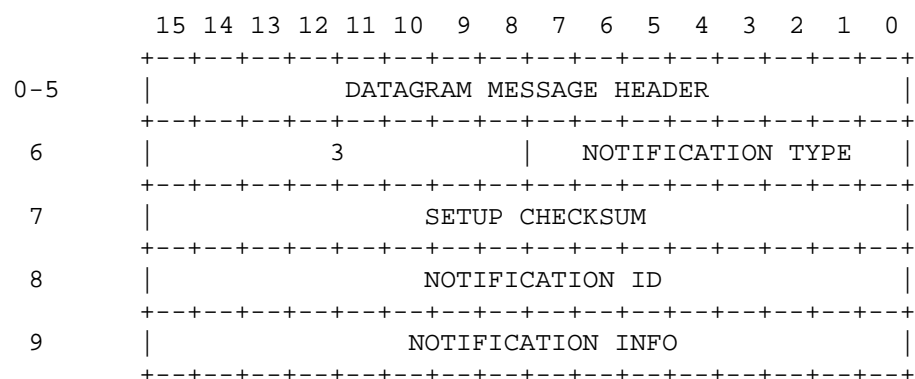 15 14 13 12 11 10 9 8 7 6 5 4 3 2 1 0
+--+--+--+--+--+--+--+--+--+--+--+--+--+--+--+--+
0-5 | DATAGRAM MESSAGE HEADER |
+--+--+--+--+--+--+--+--+--+--+--+--+--+--+--+--+
6 | 3 | NOTIFICATION TYPE |
+--+--+--+--+--+--+--+--+--+--+--+--+--+--+--+--+
7 | SETUP CHECKSUM |
+--+--+--+--+--+--+--+--+--+--+--+--+--+--+--+--+
8 | NOTIFICATION ID |
+--+--+--+--+--+--+--+--+--+--+--+--+--+--+--+--+
9 | NOTIFICATION INFO |
+--+--+--+--+--+--+--+--+--+--+--+--+--+--+--+--+